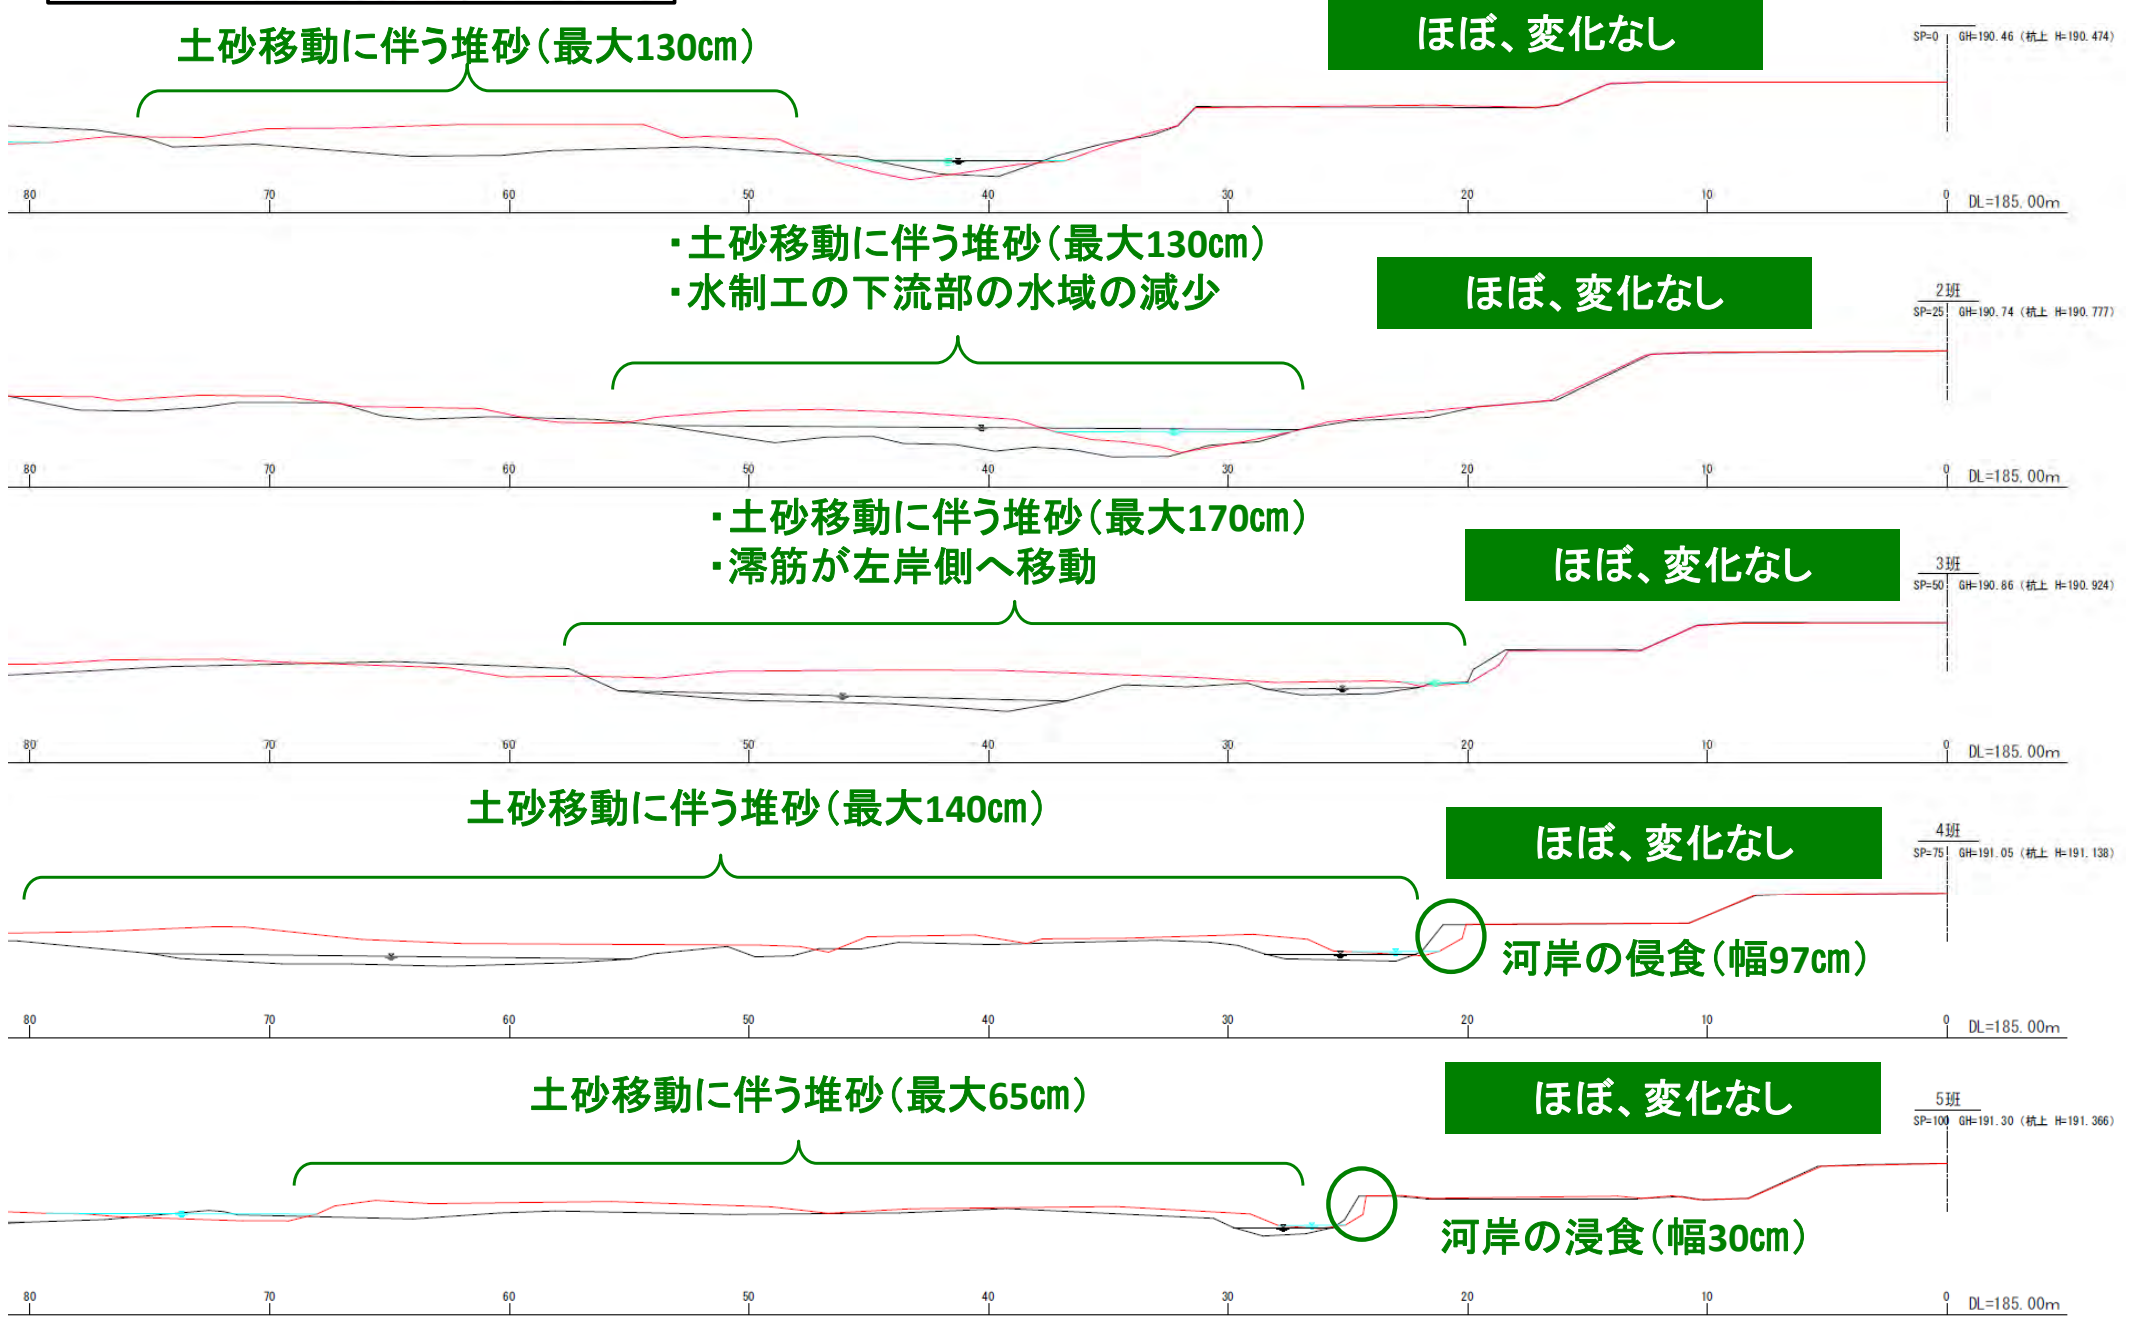 土砂移動に伴う堆砂（最大130㎝）
ほぼ、変化なし
SP=0 GH=190.46 (杭上 H=190.474)
80 70 60 50 40 30 20 10 0 DL=185.00m
・土砂移動に伴う堆砂（最大130㎝）
・水制工の下流部の水域の減少
ほぼ、変化なし
2班
SP=25 GH=190.74 (杭上 H=190.777)
80 70 60 50 40 30 20 10 0 DL=185.00m
・土砂移動に伴う堆砂（最大170㎝）
・澪筋が左岸側へ移動
ほぼ、変化なし
3班
SP=50 GH=190.86 (杭上 H=190.924)
80 70 60 50 40 30 20 10 0 DL=185.00m
土砂移動に伴う堆砂（最大140㎝）
ほぼ、変化なし
4班
SP=75 GH=191.05 (杭上 H=191.138)
河岸の侵食（幅97㎝）
80 70 60 50 40 30 20 10 0 DL=185.00m
土砂移動に伴う堆砂（最大65㎝）
ほぼ、変化なし
5班
SP=100 GH=191.30 (杭上 H=191.366)
河岸の浸食（幅30㎝）
80 70 60 50 40 30 20 10 0 DL=185.00m